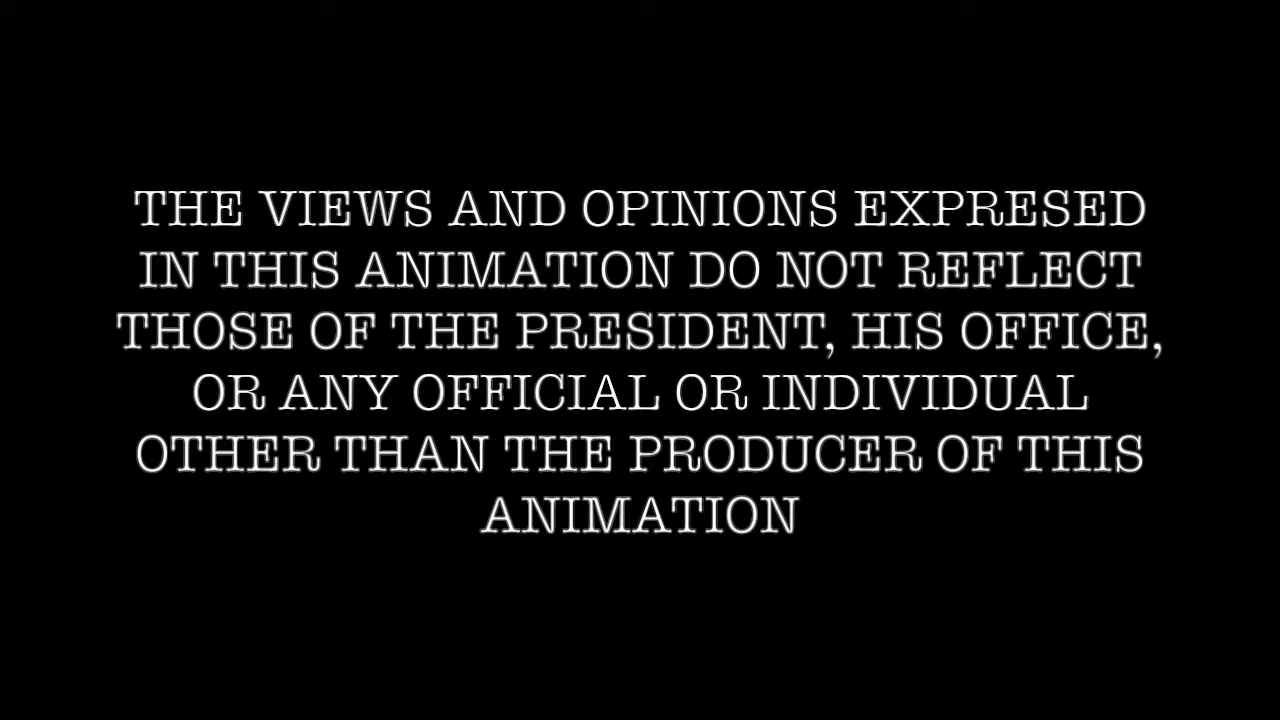 THE VIEWS AND OPINIONS EXPRESED
IN THIS ANIMATION DO NOT REFLECT
THOSE OF THE PRESIDENT, HIS OFFICE,
OR ANY OFFICIAL OR INDIVIDUAL
OTHER THAN THE PRODUCER OF THIS
ANIMATION